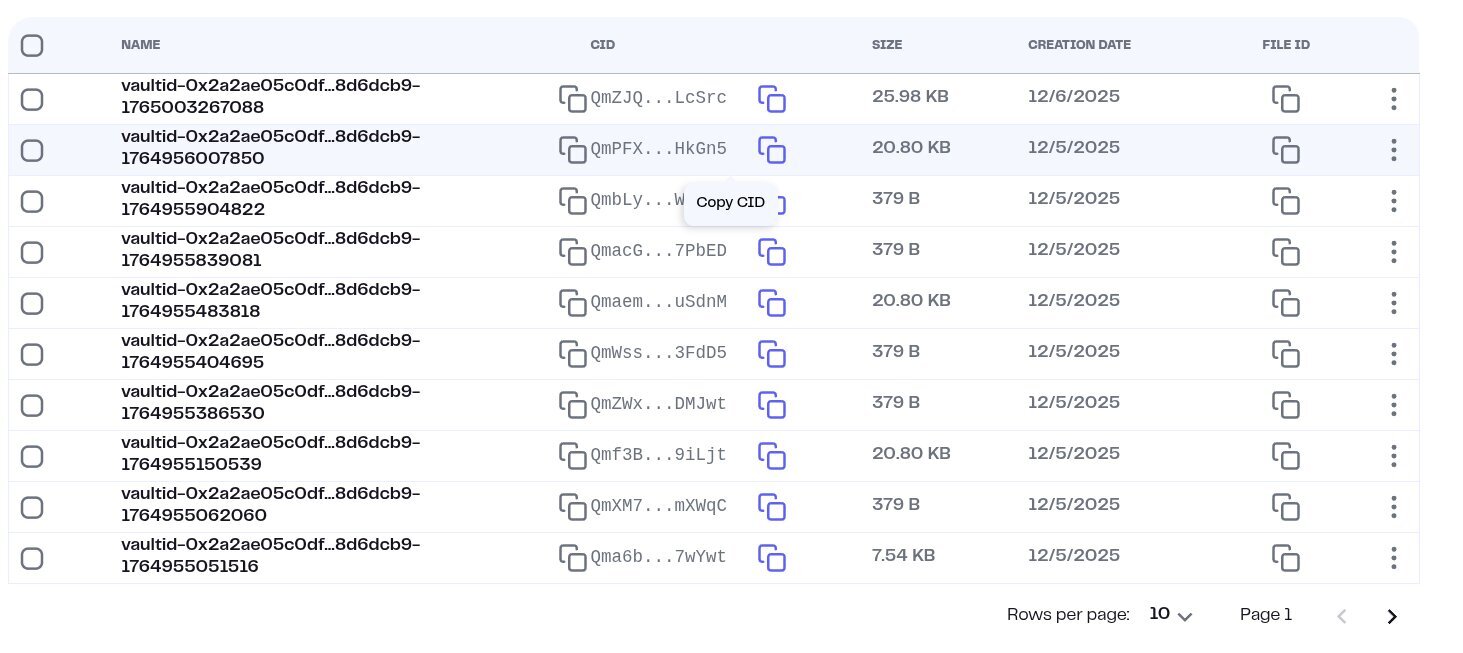 NAME CID SIZE CREATION DATE FILE ID
vaultid-0x2a2ae05c0df...8d6dcb9-
1765003267088
QmZJQ...LcSrc 25.98 KB 12/6/2025
vaultid-0x2a2ae05c0df...8d6dcb9-
1764956007850
QmPFX...HkGn5 20.80 KB 12/5/2025
vaultid-0x2a2ae05c0df...8d6dcb9-
1764955904822
QmbLy...W 379 B 12/5/2025
Copy CID
vaultid-0x2a2ae05c0df...8d6dcb9-
1764955839081
QmacG...7PbED 379 B 12/5/2025
vaultid-0x2a2ae05c0df...8d6dcb9-
1764955483818
Qmaem...uSdnM 20.80 KB 12/5/2025
vaultid-0x2a2ae05c0df...8d6dcb9-
1764955404695
QmWss...3FdD5 379 B 12/5/2025
vaultid-0x2a2ae05c0df...8d6dcb9-
1764955386530
QmZWx...DMJwt 379 B 12/5/2025
vaultid-0x2a2ae05c0df...8d6dcb9-
1764955150539
Qmf3B...9iLjt 20.80 KB 12/5/2025
vaultid-0x2a2ae05c0df...8d6dcb9-
1764955062060
QmXM7...mXWqC 379 B 12/5/2025
vaultid-0x2a2ae05c0df...8d6dcb9-
1764955051516
Qma6b...7wYwt 7.54 KB 12/5/2025
Rows per page: 10 Page 1